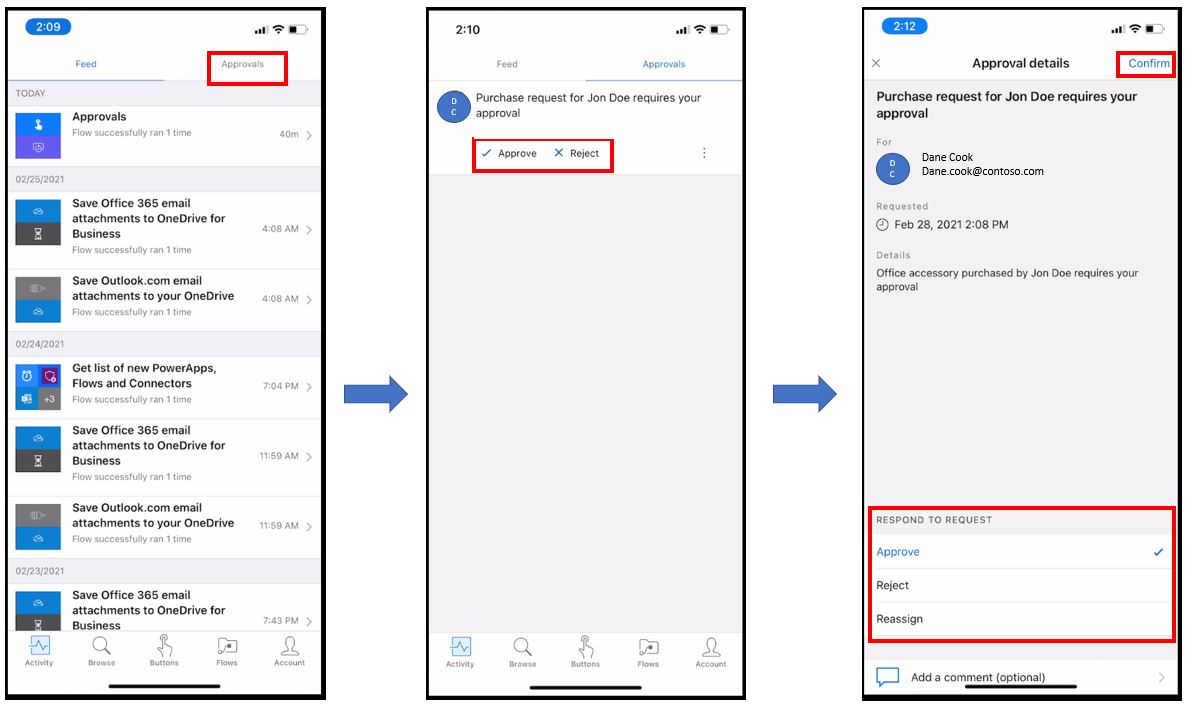 2:09
Feed
Approvals
TODAY
Approvals
Flow successfully ran 1 time
40m
02/25/2021
Save Office 365 email
attachments to OneDrive for
Business
4:08 AM
Flow successfully ran 1 time
Save Outlook.com email
attachments to your OneDrive
4:08 AM
Flow successfully ran 1 time
02/24/2021
Get list of new PowerApps,
Flows and Connectors
7:04 PM
+3
Flow successfully ran 1 time
Save Office 365 email
attachments to OneDrive for
Business
11:59 AM
Flow successfully ran 1 time
Save Outlook.com email
attachments to your OneDrive
11:59 AM
Flow successfully ran 1 time
02/23/2021
Save Office 365 email
attachments to OneDrive for
Business
7:43 PM
Activity
Browse
Buttons
Flows
Account
2:10
Feed
Approvals
D
C
Purchase request for Jon Doe requires your
approval
Approve
Reject
Activity
Browse
Buttons
Flows
Account
2:12
Approval details
Confirm
Purchase request for Jon Doe requires your
approval
For
D
C
Dane Cook
Dane.cook@contoso.com
Requested
Feb 28, 2021 2:08 PM
Details
Office accessory purchased by Jon Doe requires your
approval
RESPOND TO REQUEST
Approve
Reject
Reassign
Add a comment (optional)